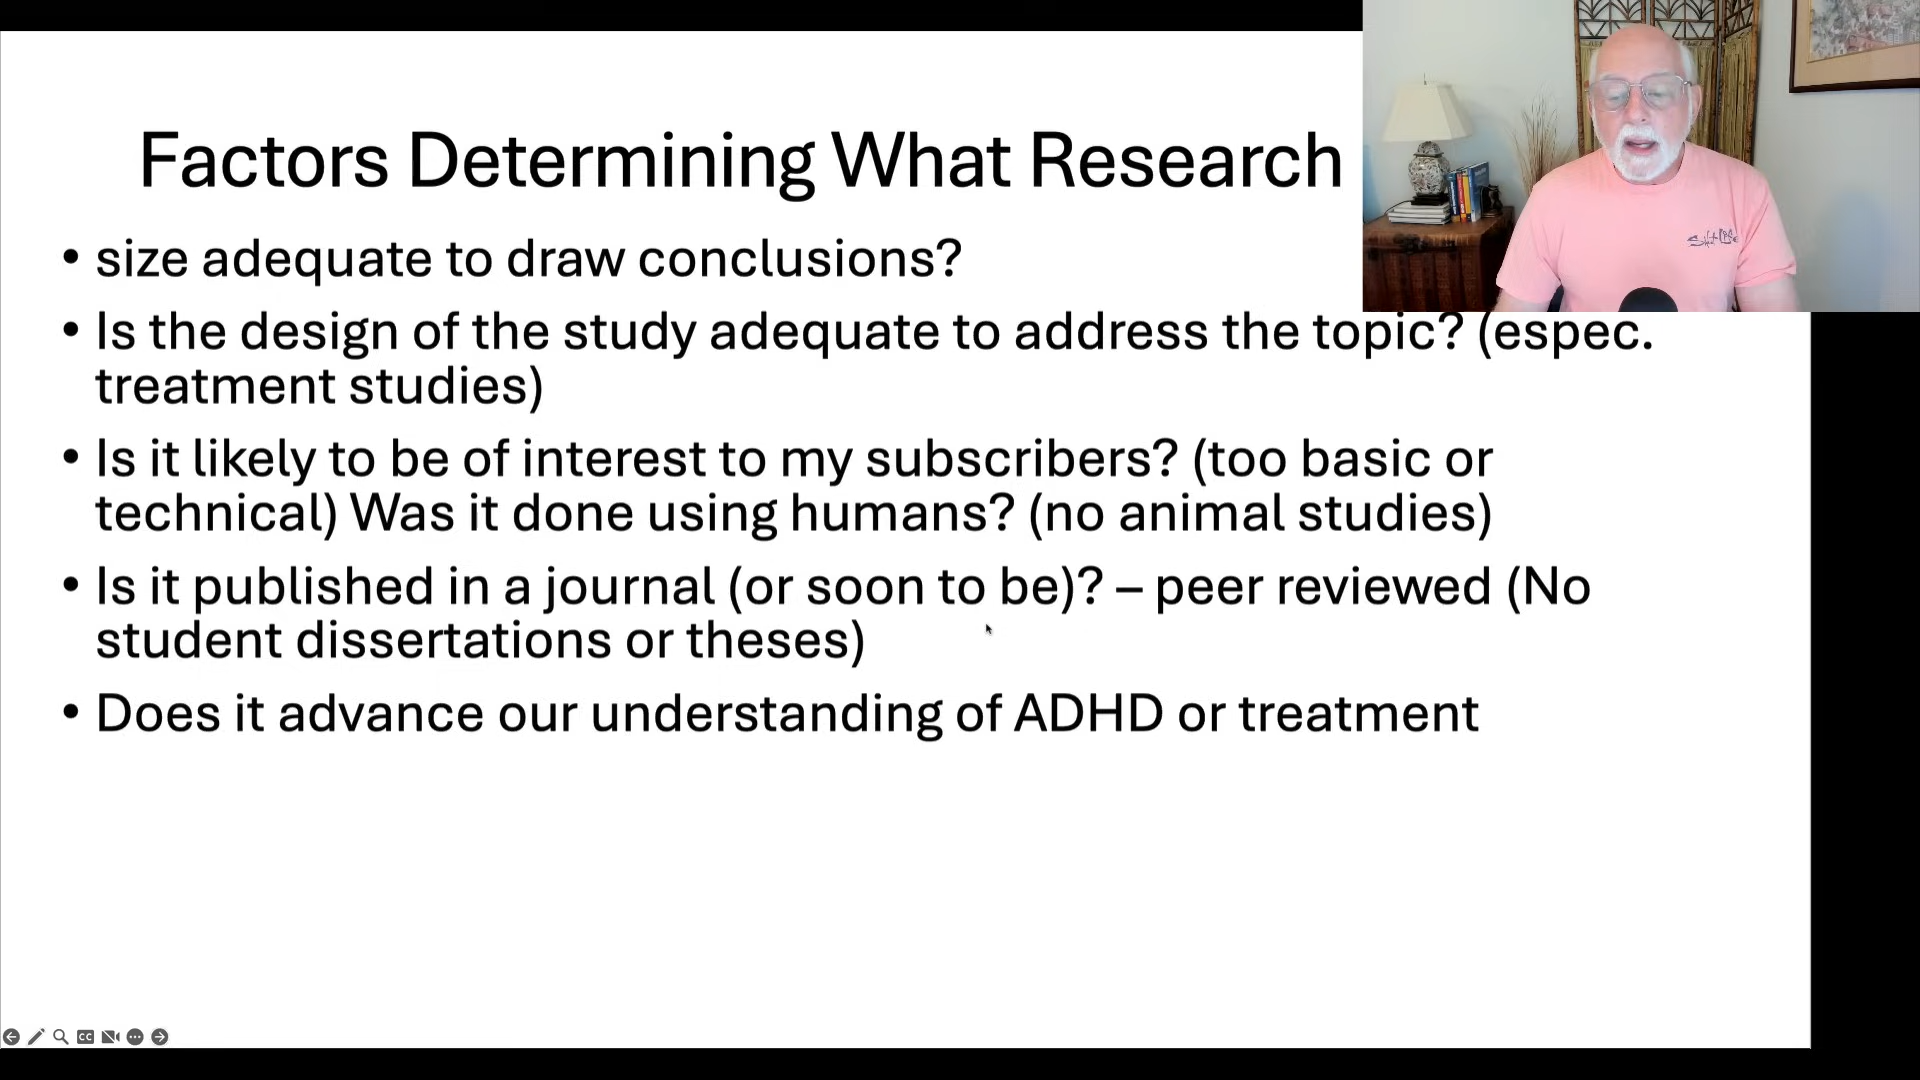 Factors Determining What Research
• size adequate to draw conclusions?
• Is the design of the study adequate to address the topic? (espec.
treatment studies)
• Is it likely to be of interest to my subscribers? (too basic or
technical) Was it done using humans? (no animal studies)
• Is it published in a journal (or soon to be)? – peer reviewed (No
student dissertations or theses)
• Does it advance our understanding of ADHD or treatment
Salt Life
CC